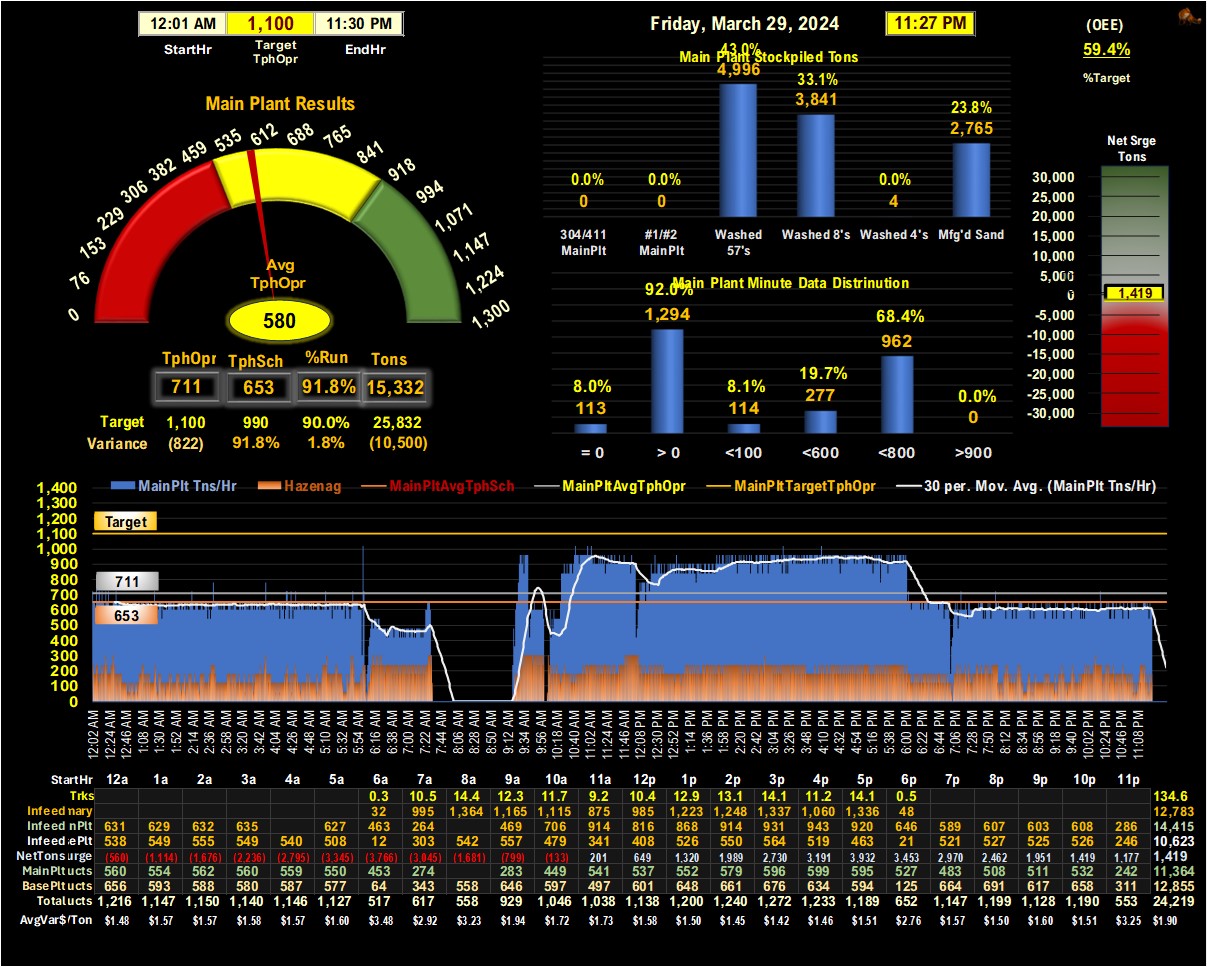 12:01 AM 1,100 11:30 PM
StartHr Target TphOpr EndHr
Friday, March 29, 2024 11:27 PM
(OEE)
59.4%
%Target
Main Plant Results
0 76 153 229 306 382 459 535 612 688 765 841 918 994 1,071 1,147 1,224 1,300
Avg
TphOpr
580
TphOpr TphSch %Run Tons
711 653 91.8% 15,332
Target 1,100 990 90.0% 25,832
Variance (822) 91.8% 1.8% (10,500)
Main Plant Stockpiled Tons
0.0% 0.0% 43.0% 33.1% 0.0% 23.8%
0 0 4,996 3,841 4 2,765
304/411 MainPlt #1/#2 MainPlt Washed 57's Washed 8's Washed 4's Mfg'd Sand
Main Plant Minute Data Distrinution
8.0% 92.0% 8.1% 19.7% 68.4% 0.0%
113 1,294 114 277 962 0
= 0 > 0 <100 <600 <800 >900
Net Srge
Tons
30,000
25,000
20,000
15,000
10,000
5,000
0
1,419
-5,000
-10,000
-15,000
-20,000
-25,000
-30,000
MainPlt Tns/Hr Hazenag MainPltAvgTphSch MainPltAvgTphOpr MainPltTargetTphOpr 30 per. Mov. Avg. (MainPlt Tns/Hr)
1,400
1,300
1,200
1,100
1,000
900
800
700
600
500
400
300
200
100
0
Target
711
653
12:02 AM 12:24 AM 12:46 AM 1:08 AM 1:30 AM 1:52 AM 2:14 AM 2:36 AM 2:58 AM 3:20 AM 3:42 AM 4:04 AM 4:26 AM 4:48 AM 5:10 AM 5:32 AM 5:54 AM 6:16 AM 6:38 AM 7:00 AM 7:22 AM 7:44 AM 8:06 AM 8:28 AM 8:50 AM 9:12 AM 9:34 AM 9:56 AM 10:18 AM 10:40 AM 11:02 AM 11:24 AM 11:46 AM 12:08 PM 12:30 PM 12:52 PM 1:14 PM 1:36 PM 1:58 PM 2:20 PM 2:42 PM 3:04 PM 3:26 PM 3:48 PM 4:10 PM 4:32 PM 4:54 PM 5:16 PM 5:38 PM 6:00 PM 6:22 PM 6:44 PM 7:06 PM 7:28 PM 7:50 PM 8:12 PM 8:34 PM 8:56 PM 9:18 PM 9:40 PM 10:02 PM 10:24 PM 10:46 PM 11:08 PM
StartHr 12a 1a 2a 3a 4a 5a 6a 7a 8a 9a 10a 11a 12p 1p 2p 3p 4p 5p 6p 7p 8p 9p 10p 11p
Trks 0.3 10.5 14.4 12.3 11.7 9.2 10.4 12.9 13.1 14.1 11.2 14.1 0.5 134.6
Infeed nary 32 995 1,364 1,165 1,115 875 985 1,223 1,248 1,337 1,060 1,336 48 12,783
Infeed nPlt 631 629 632 635 627 463 264 469 706 914 816 868 914 931 943 920 646 589 607 603 608 286 14,415
Infeed ePlt 538 549 555 549 540 508 12 303 542 557 479 341 408 526 550 564 519 463 21 521 527 525 526 246 10,623
NetTons urge (560) (1,114) (1,676) (2,236) (2,795) (3,345) (3,766) (3,045) (1,681) (799) (133) 201 649 1,320 1,989 2,730 3,191 3,932 3,453 2,970 2,462 1,951 1,419 1,177 1,419
MainPlt ucts 560 554 562 560 559 550 453 274 283 449 541 537 552 579 596 599 595 527 483 508 511 532 242 11,364
BasePlt ucts 656 593 588 580 587 577 64 343 558 646 597 497 601 648 661 676 634 594 125 664 691 617 658 311 12,855
Total ucts 1,216 1,147 1,150 1,140 1,146 1,127 517 617 558 929 1,046 1,038 1,138 1,200 1,240 1,272 1,233 1,189 652 1,147 1,199 1,128 1,190 553 24,219
AvgVar$/Ton $1.48 $1.57 $1.57 $1.58 $1.57 $1.60 $3.48 $2.92 $3.23 $1.94 $1.72 $1.73 $1.58 $1.50 $1.45 $1.42 $1.46 $1.51 $2.76 $1.57 $1.50 $1.60 $1.51 $3.25 $1.90